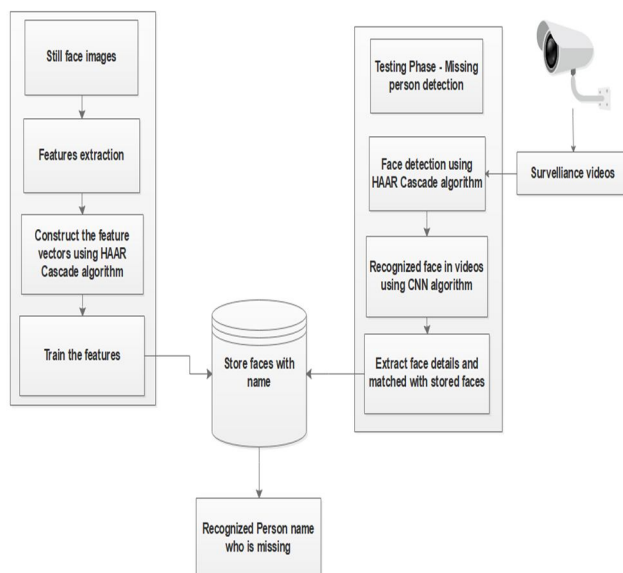 Still face images
Features extraction
Construct the feature
vectors using HAAR
Cascade algorithm
Train the features
Testing Phase - Missing
person detection
Face detection using
HAAR Cascade algorithm
Survelliance videos
Recognized face in videos
using CNN algorithm
Extract face details and
matched with stored faces
Store faces with
name
Recognized Person name
who is missing